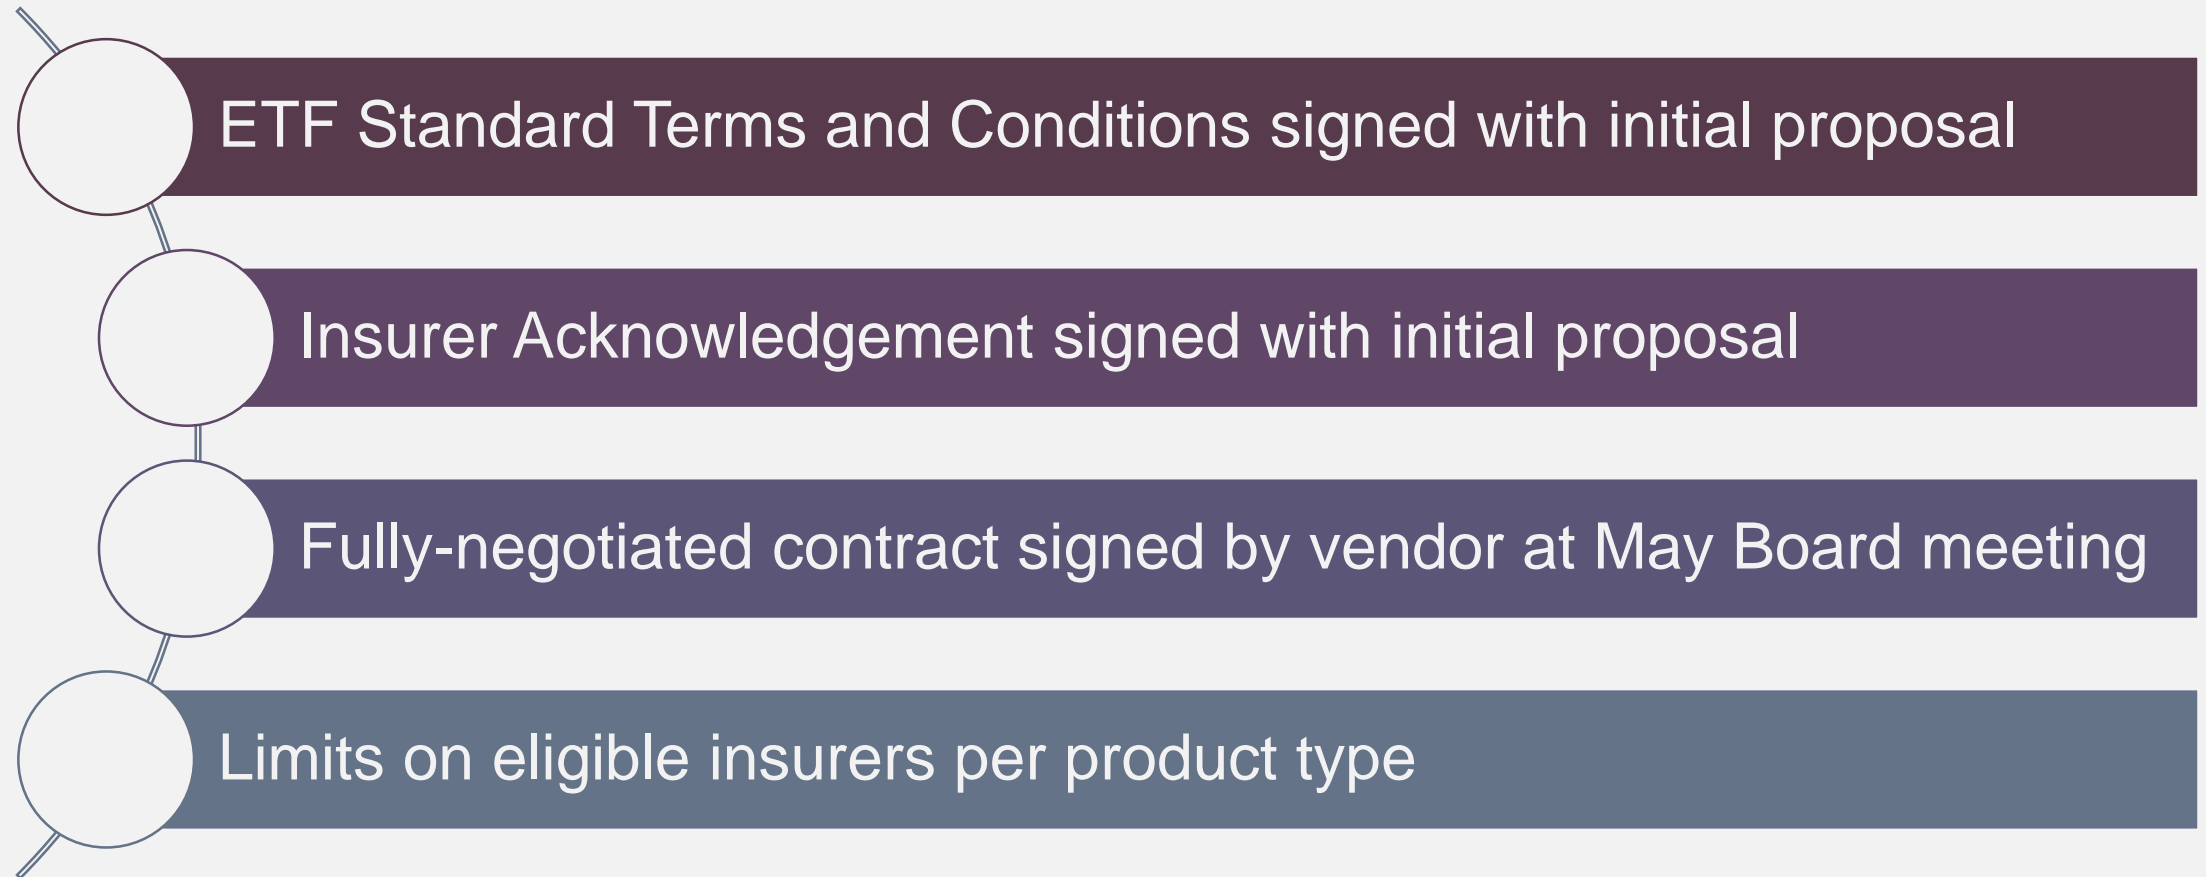 ETF Standard Terms and Conditions signed with initial proposal
Insurer Acknowledgement signed with initial proposal
Fully-negotiated contract signed by vendor at May Board meeting
Limits on eligible insurers per product type